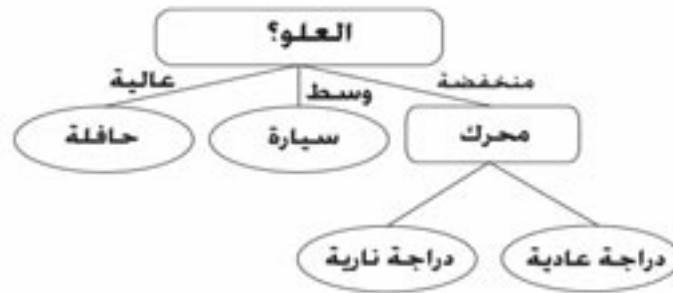 العلو؟
منخفضة
وسط
عالية
محرك
سيارة
حافلة
دراجة عادية
دراجة نارية